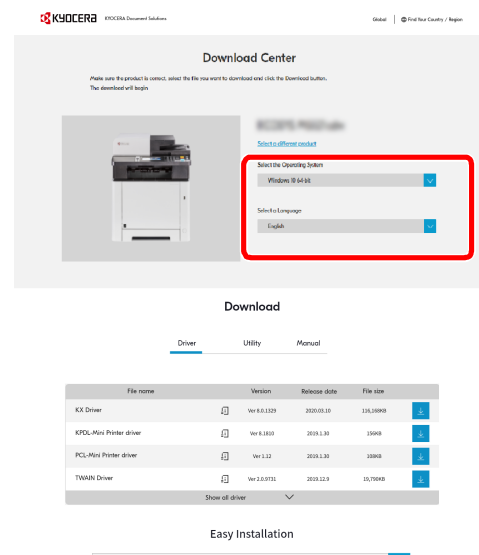 KYOCERA KYOCERA Document Solutions Global Find Your Country / Region
Download Center
Make sure the product is correct, select the file you want to download and click the Download button.
The download will begin
Select a different product
Select the Operating System
Windows 10 64 bit
Select a Language
English
Download
Driver Utility Manual
File name Version Release date File size
KX Driver Ver 8.0.1329 2020.03.10 116,168KB
KPDL-Mini Printer driver Ver 8.1810 2019.1.30 156KB
PCL-Mini Printer driver Ver 1.12 2019.1.30 108KB
TWAIN Driver Ver 2.0.9731 2019.12.9 19,790KB
Show all driver
Easy Installation